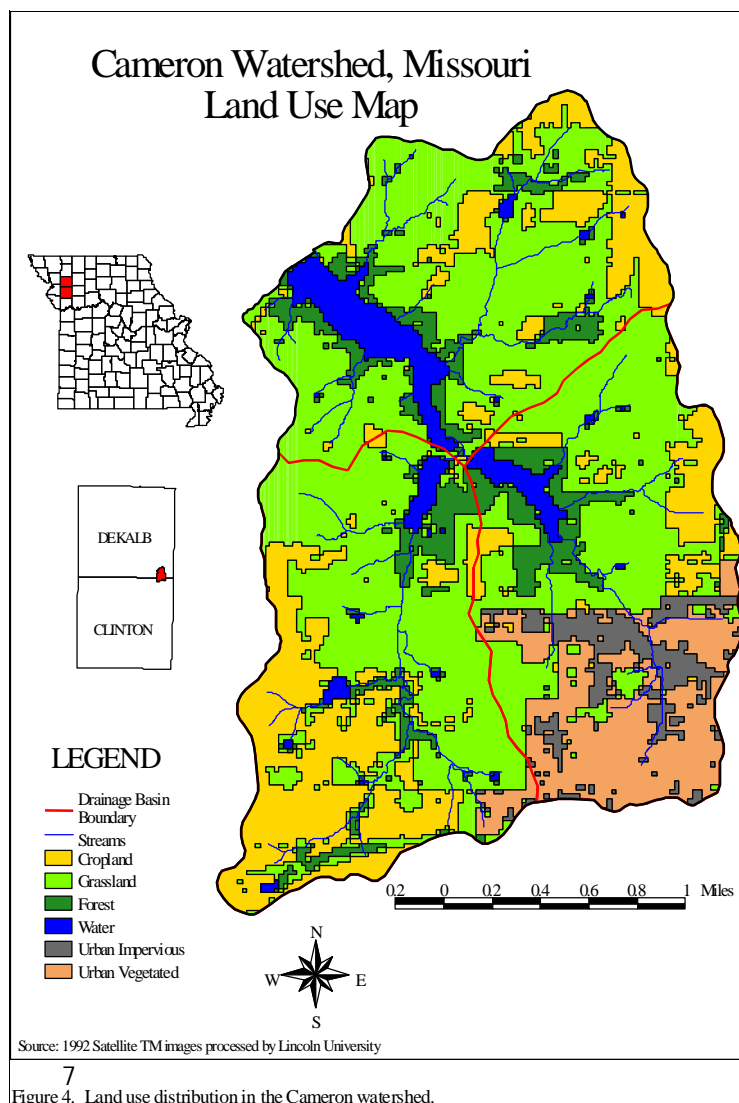 Cameron Watershed, Missouri
Land Use Map
DEKALB
CLINTON
LEGEND
Drainage Basin
Boundary
Streams
Cropland
Grassland
Forest
Water
Urban Impervious
Urban Vegetated
0.2 0 0.2 0.4 0.6 0.8 1 Miles
N
W E
S
Source: 1992 Satellite TM images processed by Lincoln University
7
Figure 4. Land use distribution in the Cameron watershed.